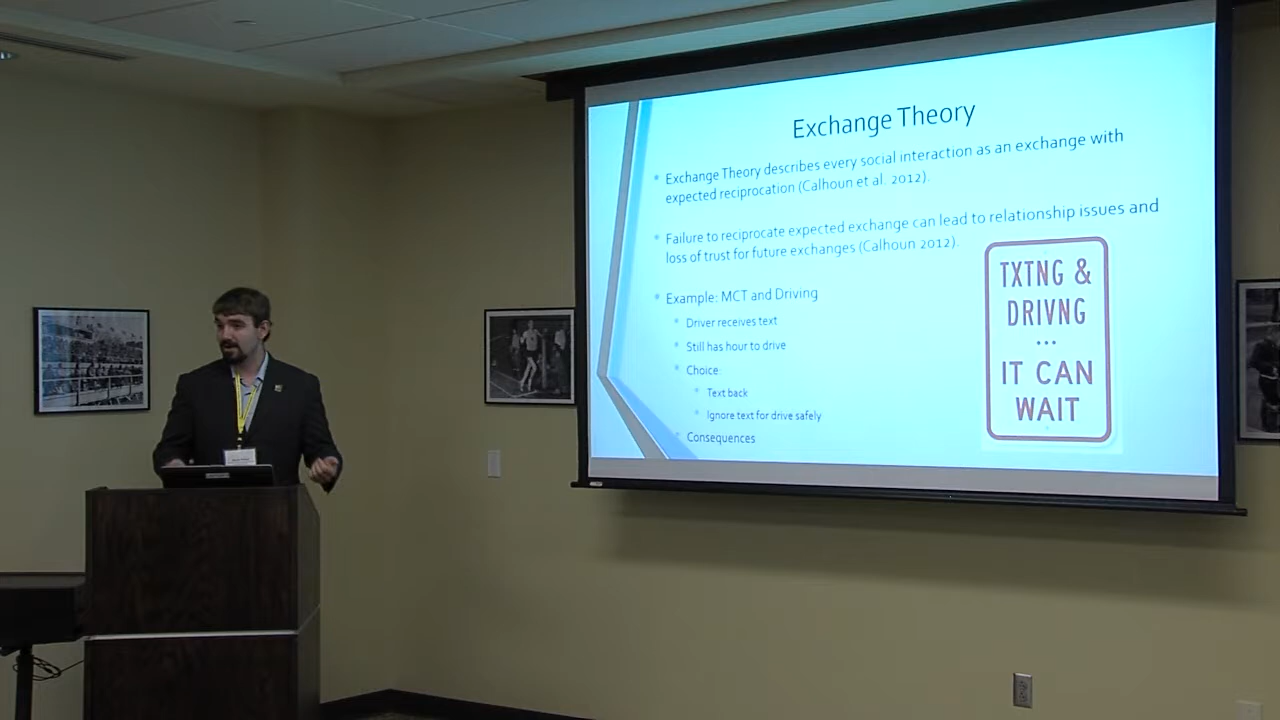 Exchange Theory
Exchange Theory describes every social interaction as an exchange with
expected reciprocation (Calhoun et al. 2012).
Failure to reciprocate expected exchange can lead to relationship issues and
loss of trust for future exchanges (Calhoun 2012).
Example: MCT and Driving
Driver receives text
Still has hour to drive
Choice:
Text back
Ignore text for drive safely
Consequences
TXTNG &
DRIVNG
...
IT CAN
WAIT